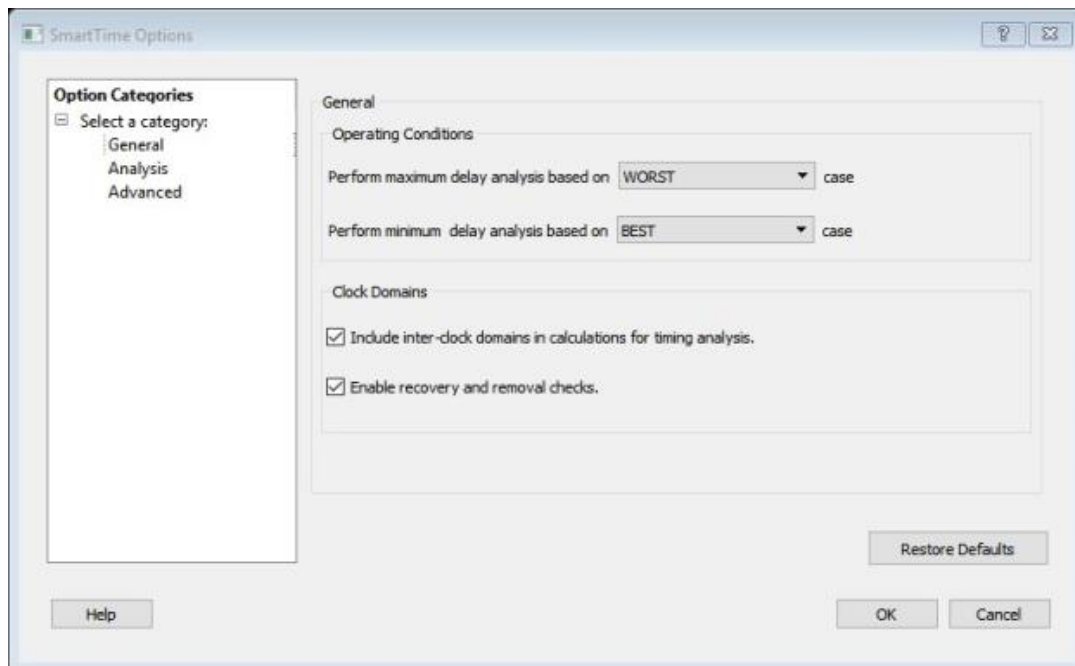 SmartTime Options
Option Categories
Select a category:
General
Analysis
Advanced
General
Operating Conditions
Perform maximum delay analysis based on WORST case
Perform minimum delay analysis based on BEST case
Clock Domains
Include inter-clock domains in calculations for timing analysis.
Enable recovery and removal checks.
Restore Defaults
Help OK Cancel